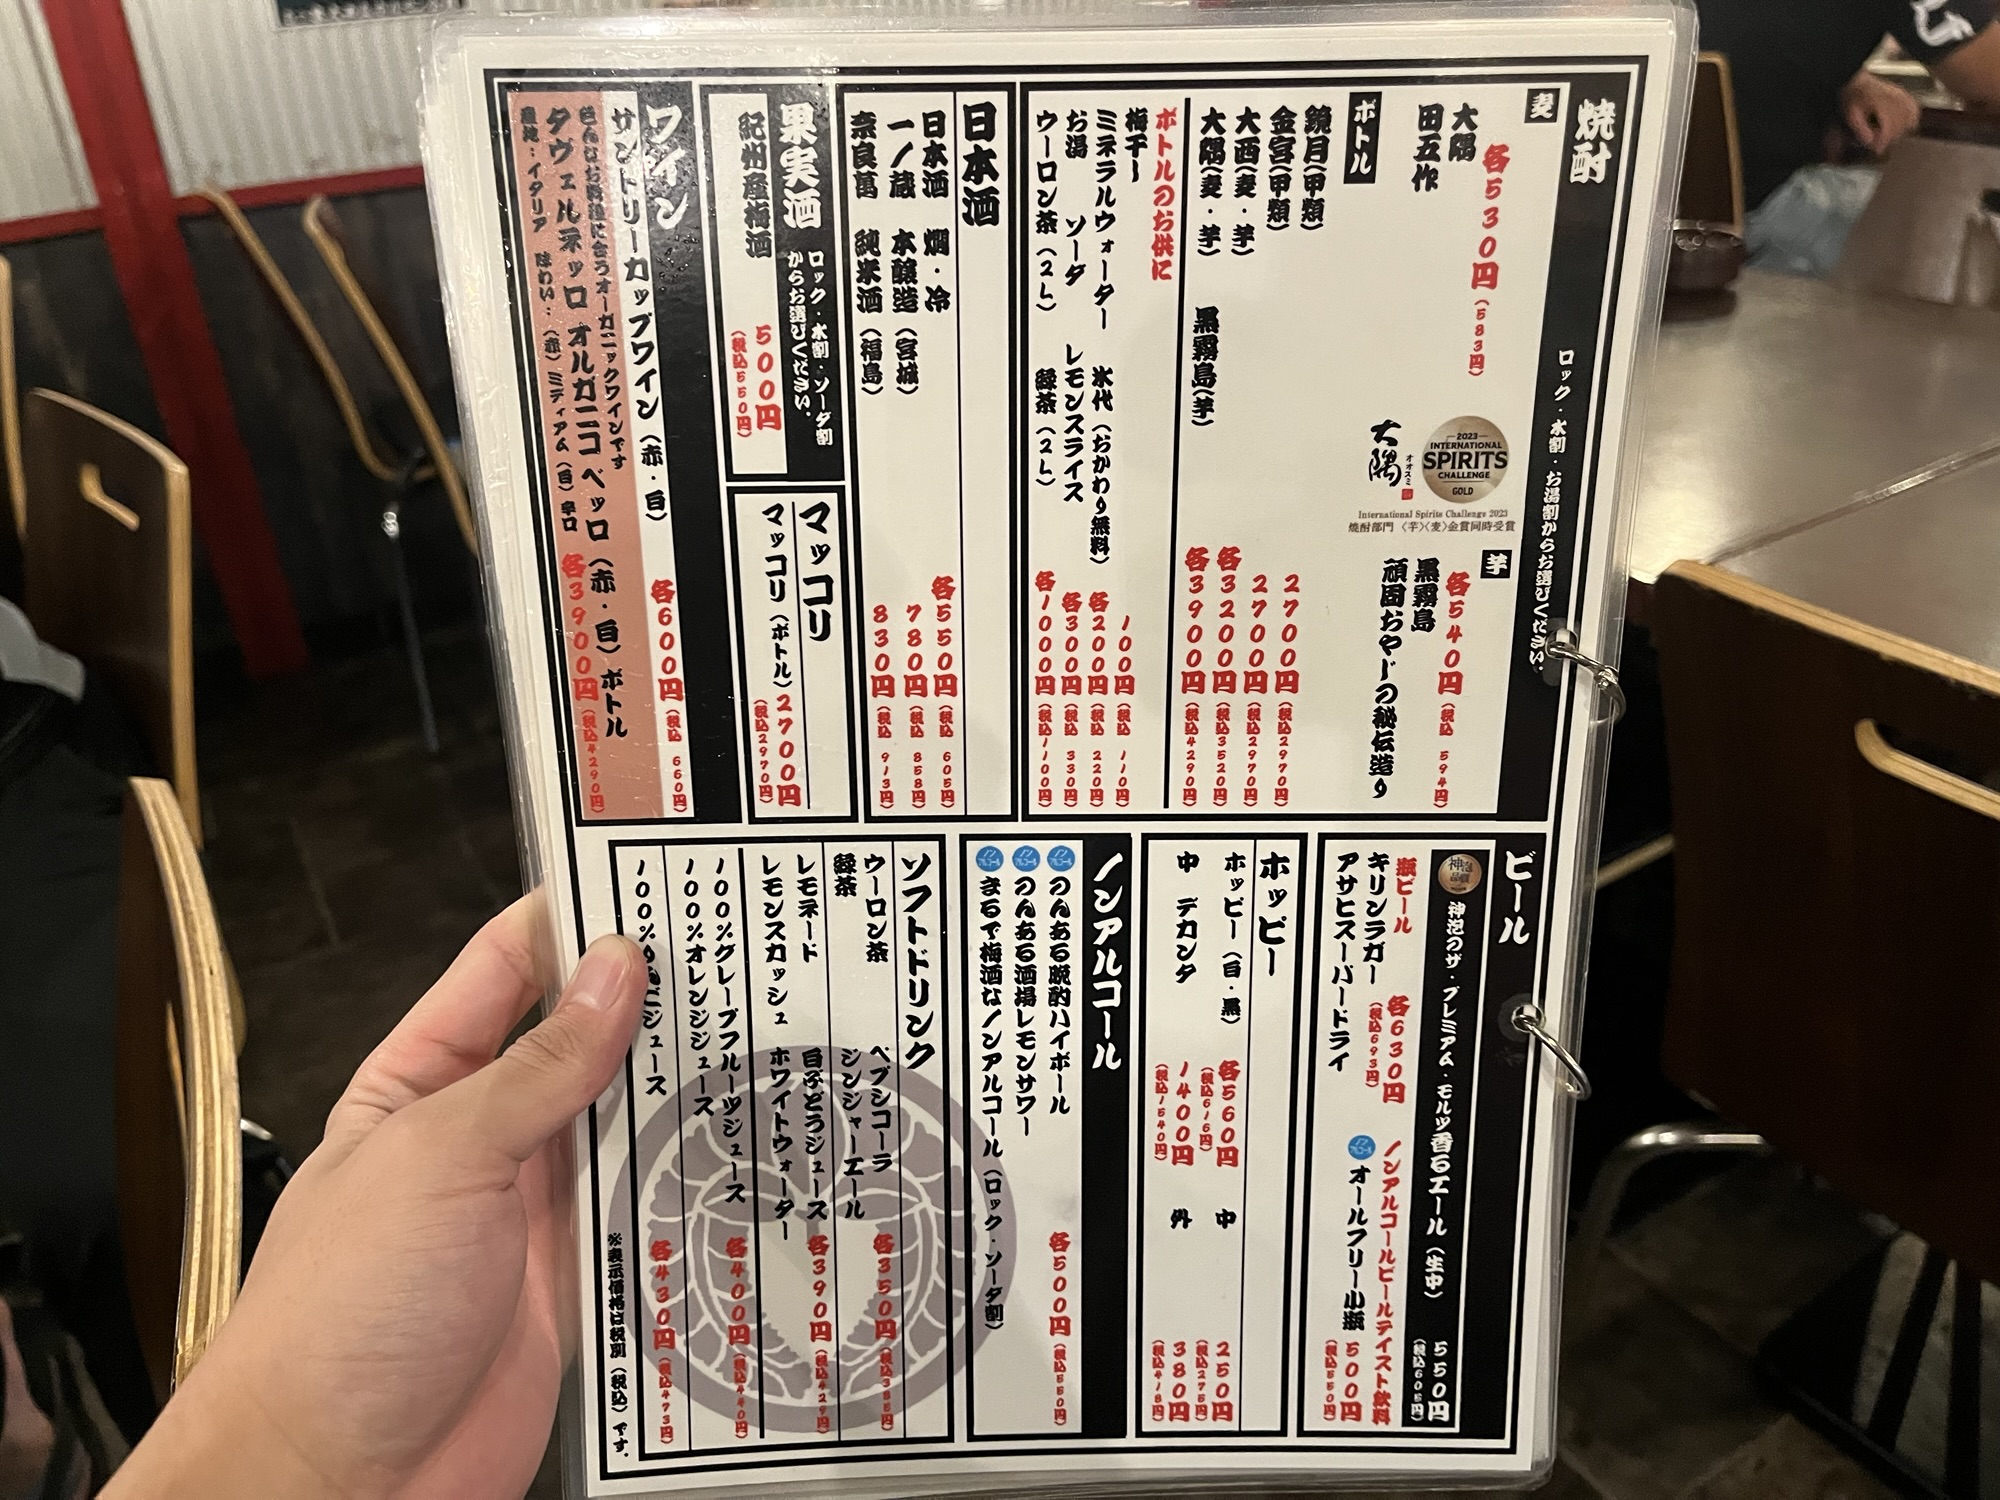 焼酎
ロック・水割・お湯割からお選びください。
麦
各530円(583円)
大隅
田五作
2023
INTERNATIONAL
SPIRITS
CHALLENGE
GOLD
大隅
オオスミ
International Spirits Challenge 2023
焼酎部門 〈芋〉〈麦〉金賞同時受賞
芋
各540円(税込 594円)
黒霧島
頑固おやじの秘伝造り
ボトル
鏡月(甲類) 2700円(税込2970円)
金宮(甲類) 2700円(税込2970円)
大西(麦・芋) 各3200円(税込3520円)
大隅(麦・芋) 黒霧島(芋) 各3900円(税込4290円)
ボトルのお供に
梅干し 100円(税込 110円)
ミネラルウォーター 氷代(おかわり無料) 各200円(税込 220円)
お湯 ソーダ レモンスライス 各300円(税込 330円)
ウーロン茶(2L) 緑茶(2L) 各1000円(税込1100円)
日本酒
日本酒 燗・冷 各550円(税込 605円)
一ノ蔵 本醸造(宮城) 780円(税込 858円)
奈良萬 純米酒(福島) 830円(税込 913円)
果実酒
ロック・水割・ソーダ割
からお選びください。
紀州産梅酒 500円
(税込550円)
マッコリ
マッコリ(ボトル) 2700円
(税込2970円)
ワイン
サントリーカップワイン(赤・白) 各600円(税込 660円)
色んなお料理に合うオーガニックワインです
タヴェルネッロ オルガニコ ペッロ(赤・白)ボトル
産地:イタリア 味わい:(赤)ミディアム(白)辛口 各3900円(税込4290円)
ビール
神泡品質
神泡のザ・プレミアム・モルツ香るエール(生中) 550円
(税込605円)
瓶ビール
キリンラガー
アサヒスーパードライ
各630円
(税込693円)
ノンアルコールビールテイスト飲料
ノンアルコール
オールフリー小瓶 500円
(税込550円)
ホッピー
ホッピー(白・黒) 各560円
(税込616円)
中 250円
(税込275円)
中 デカンタ 1400円
(税込1540円)
外 380円
(税込418円)
ノンアルコール
ノンアルコール のんある晩酌ハイボール 各500円(税込550円)
ノンアルコール のんある酒場レモンサワー
ノンアルコール まるで梅酒なノンアルコール(ロック・ソーダ割)
ソフトドリンク
ウーロン茶 ペプシコーラ 各350円(税込385円)
緑茶 ジンジャーエール
レモネード 白ぶどうジュース 各390円(税込429円)
レモンスカッシュ ホワイトウォーター
100%グレープフルーツジュース 各400円(税込440円)
100%オレンジジュース
100%りんごジュース 各430円(税込473円)
※表示価格は税別(税込)です。